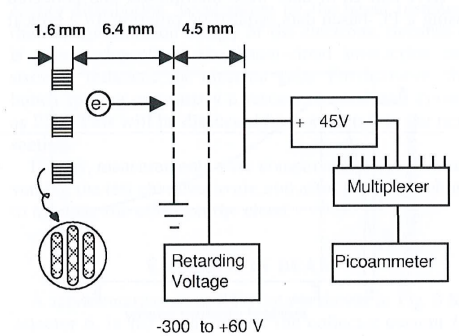 1.6 mm 6.4 mm 4.5 mm
e-
+ 45V −
Multiplexer
Retarding
Voltage
Picoammeter
-300 to +60 V